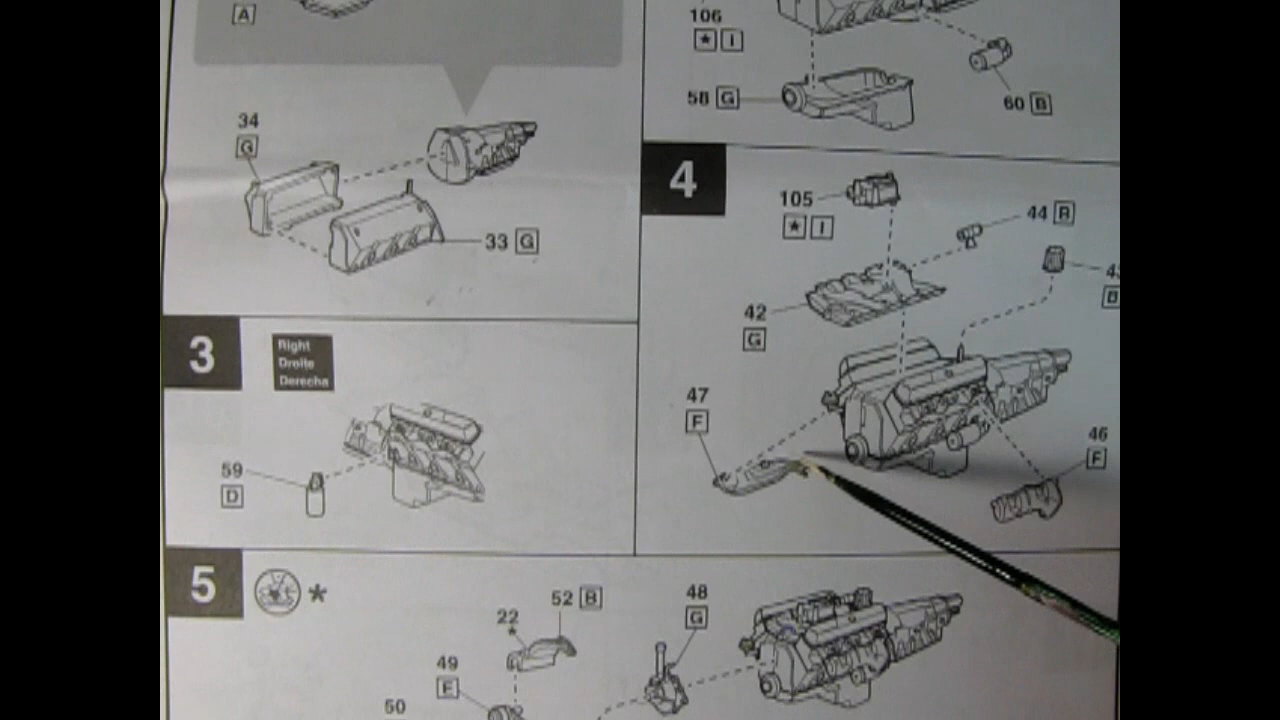 A
34
G
33 G
106
★ I
58 G
60 B
3
Right
Droite
Derecha
59
D
4
105
★ I
44 B
42
G
47
F
46
F
5
*
52 B
22
★
49
E
50
48
G